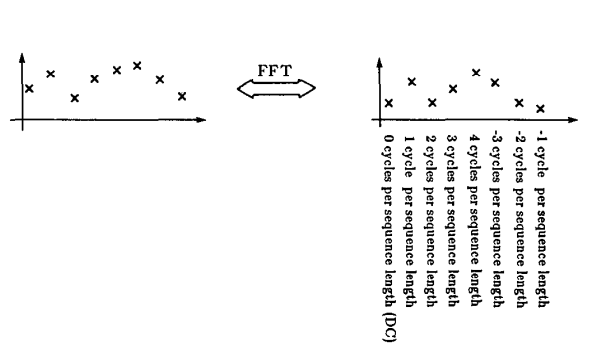 FFT
0 cycles per sequence length (DC)
1 cycle per sequence length
2 cycles per sequence length
3 cycles per sequence length
4 cycles per sequence length
-3 cycles per sequence length
-2 cycles per sequence length
-1 cycle per sequence length